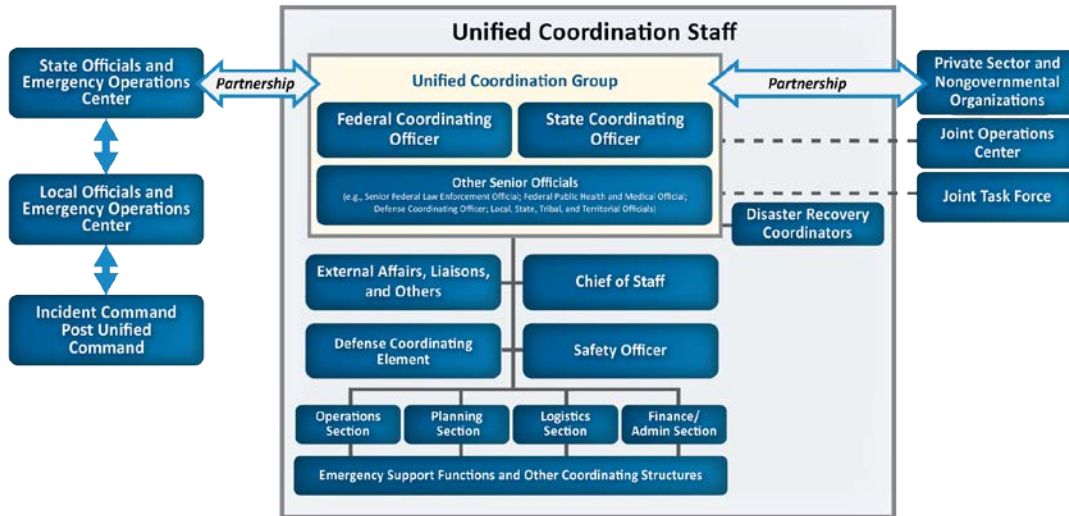 Unified Coordination Staff
State Officials and
Emergency Operations
Center
Partnership
Unified Coordination Group
Partnership
Private Sector and
Nongovernmental
Organizations
Federal Coordinating
Officer
State Coordinating
Officer
Joint Operations
Center
Local Officials and
Emergency Operations
Center
Other Senior Officials
(e.g., Senior Federal Law Enforcement Official; Federal Public Health and Medical Official;
Defense Coordinating Officer; Local, State, Tribal, and Territorial Officials)
Joint Task Force
Disaster Recovery
Coordinators
Incident Command
Post Unified
Command
External Affairs, Liaisons,
and Others
Chief of Staff
Defense Coordinating
Element
Safety Officer
Operations
Section
Planning
Section
Logistics
Section
Finance/
Admin Section
Emergency Support Functions and Other Coordinating Structures